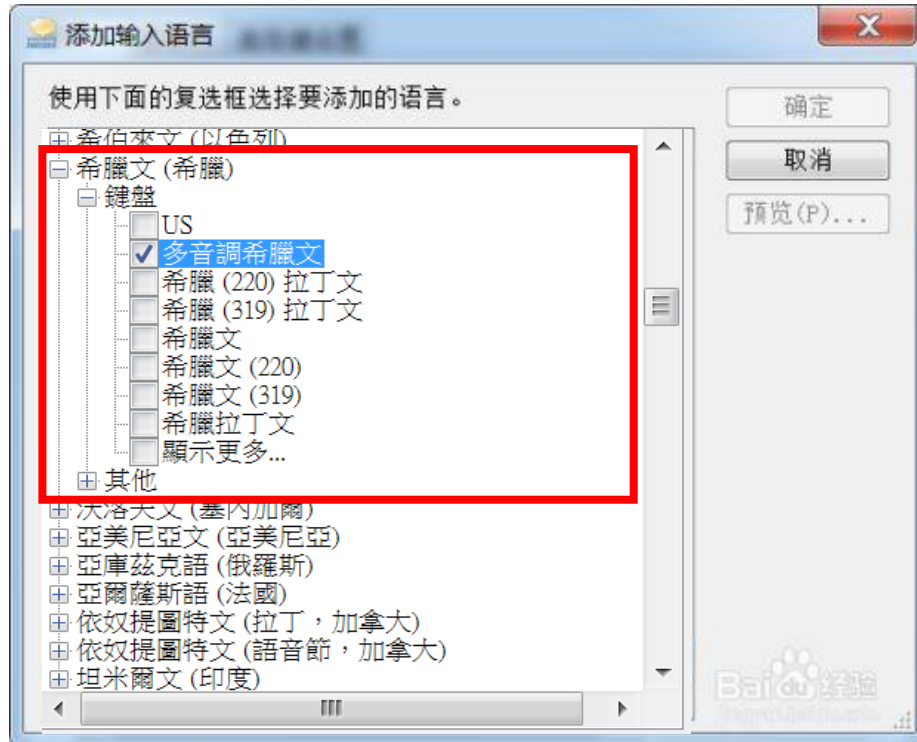 添加输入语言
使用下面的复选框选择要添加的语言。
确定
取消
预览(P)...
希伯來文 (以色列)
希臘文 (希臘)
鍵盤
US
多音調希臘文
希臘 (220) 拉丁文
希臘 (319) 拉丁文
希臘文
希臘文 (220)
希臘文 (319)
希臘拉丁文
顯示更多...
其他
沃洛夫文 (塞內加爾)
亞美尼亞文 (亞美尼亞)
亞庫茲克語 (俄羅斯)
亞爾薩斯語 (法國)
依奴提圖特文 (拉丁，加拿大)
依奴提圖特文 (語音節，加拿大)
坦米爾文 (印度)
Baidu 经验